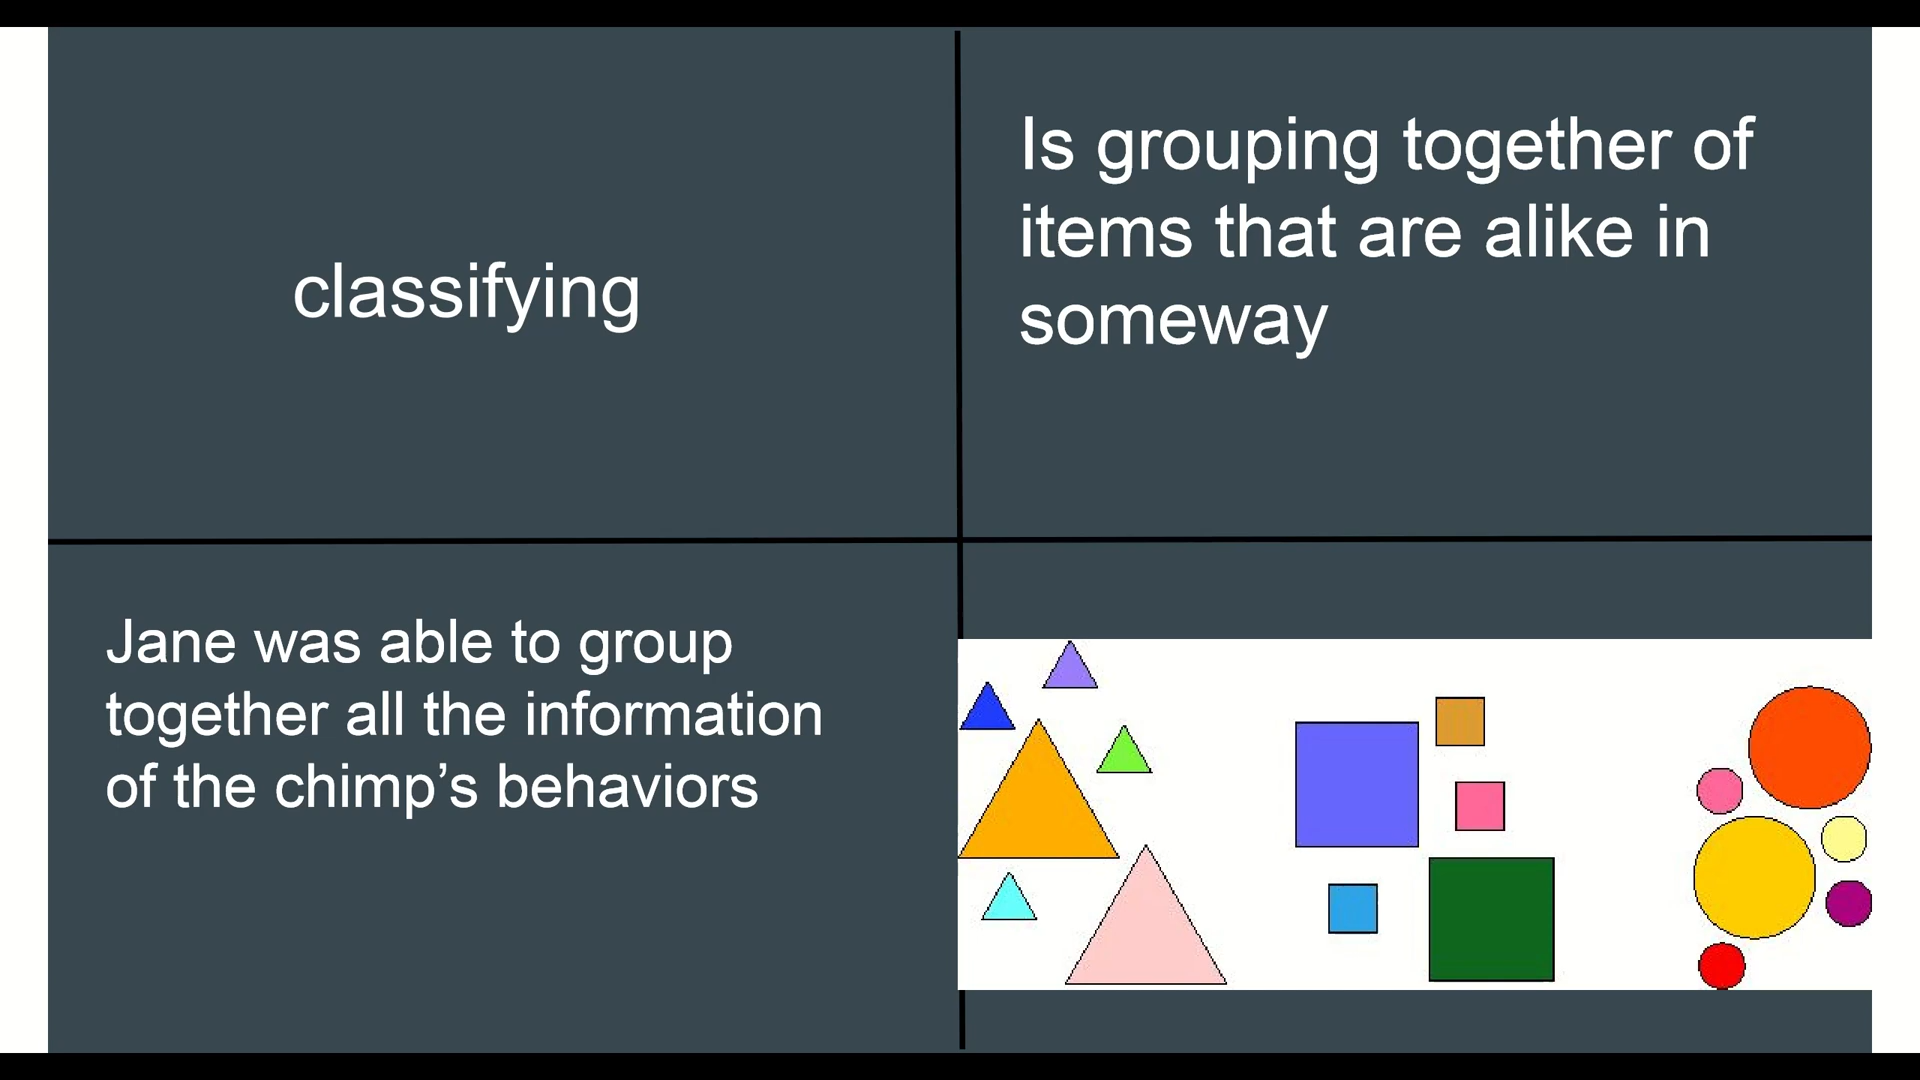 classifying
Is grouping together of
items that are alike in
someway
Jane was able to group
together all the information
of the chimp’s behaviors